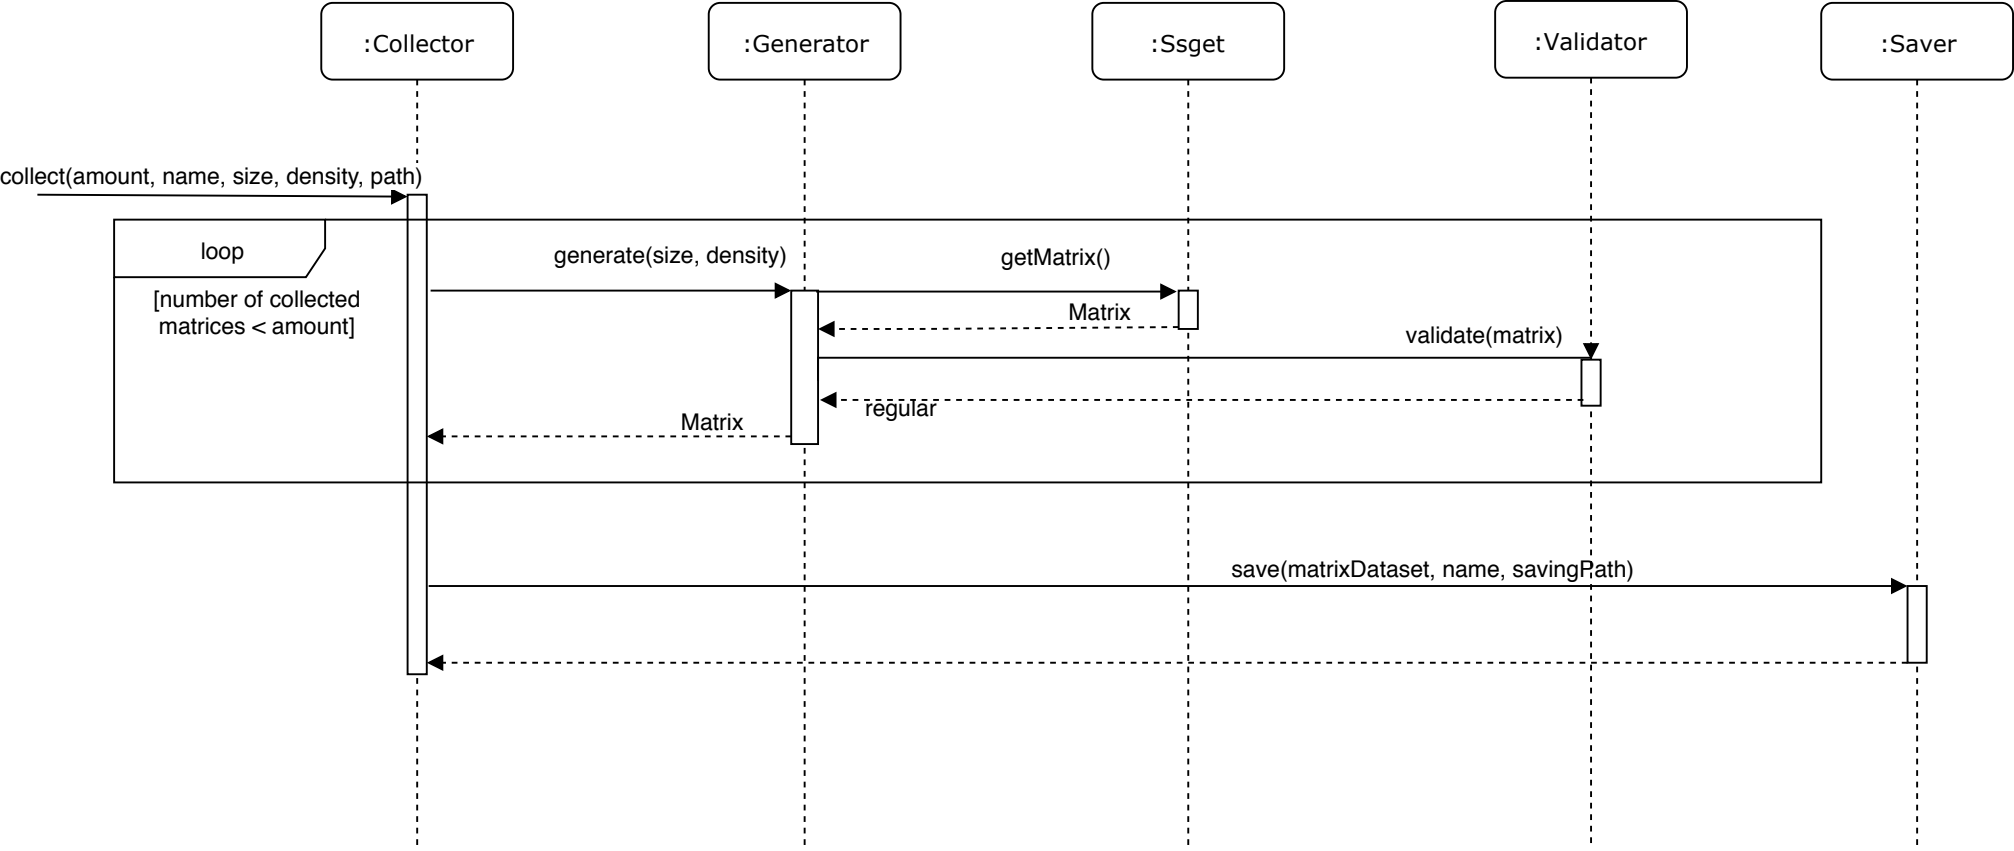 :Collector
:Generator
:Ssget
:Validator
:Saver
collect(amount, name, size, density, path)
loop
generate(size, density)
getMatrix()
[number of collected
matrices < amount]
Matrix
validate(matrix)
regular
Matrix
save(matrixDataset, name, savingPath)